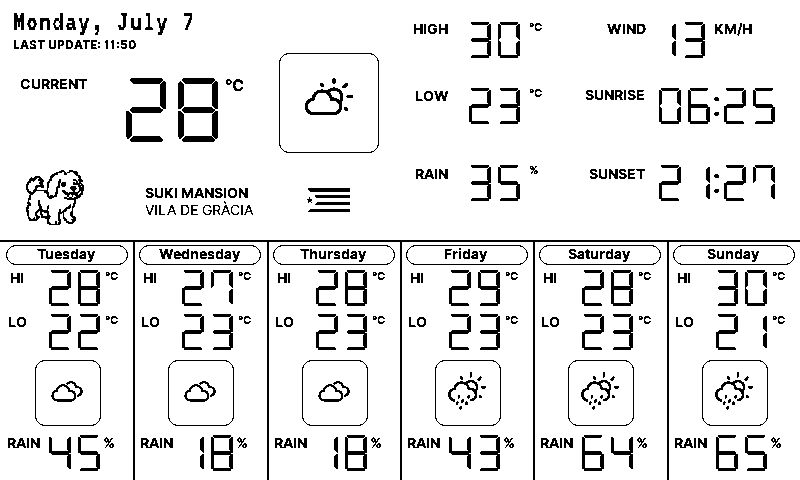 Monday, July 7
LAST UPDATE: 11:50
CURRENT 28 °C
HIGH 30 °C
WIND 13 KM/H
LOW 23 °C
SUNRISE 06:25
RAIN 35 %
SUNSET 21:27
SUKI MANSION
VILA DE GRÀCIA
Tuesday
HI 28 °C
LO 22 °C
RAIN 45 %
Wednesday
HI 27 °C
LO 23 °C
RAIN 18 %
Thursday
HI 28 °C
LO 23 °C
RAIN 18 %
Friday
HI 29 °C
LO 23 °C
RAIN 43 %
Saturday
HI 28 °C
LO 23 °C
RAIN 64 %
Sunday
HI 30 °C
LO 21 °C
RAIN 65 %